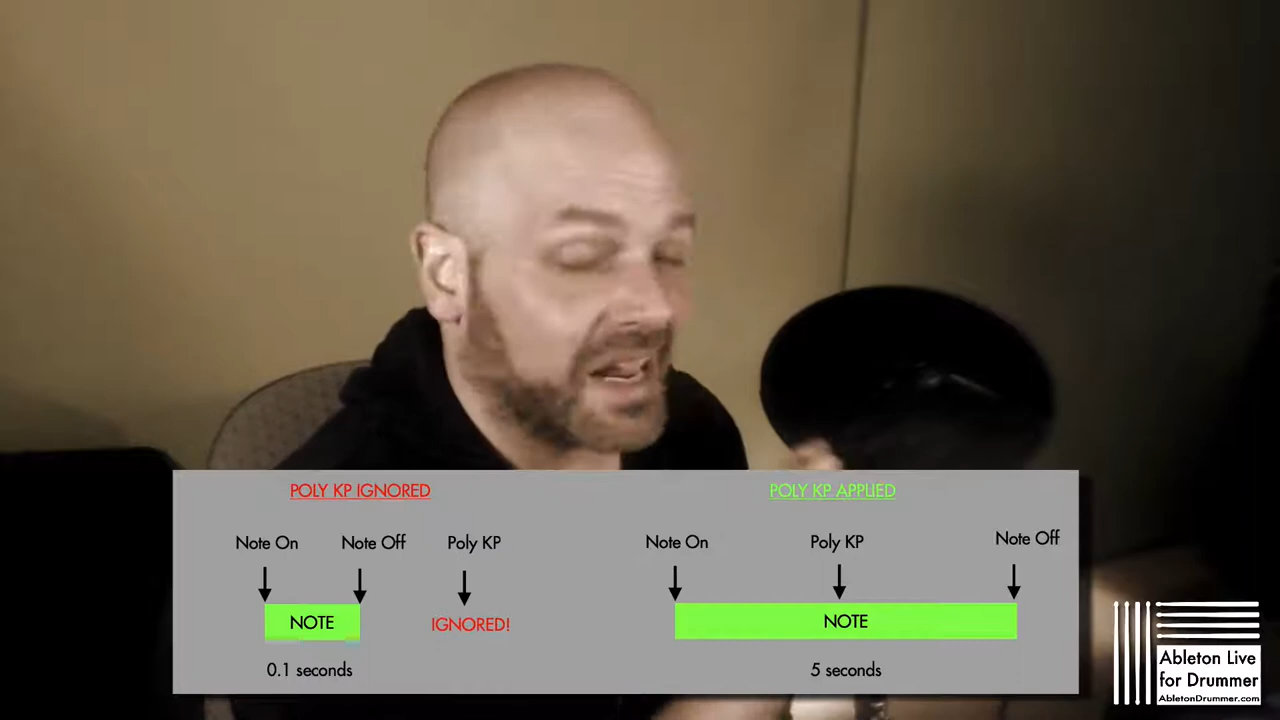 POLY KP IGNORED
Note On
Note Off
Poly KP
NOTE
IGNORED!
0.1 seconds
POLY KP APPLIED
Note On
Poly KP
Note Off
NOTE
5 seconds
Ableton Live
for Drummer
AbletonDrummer.com